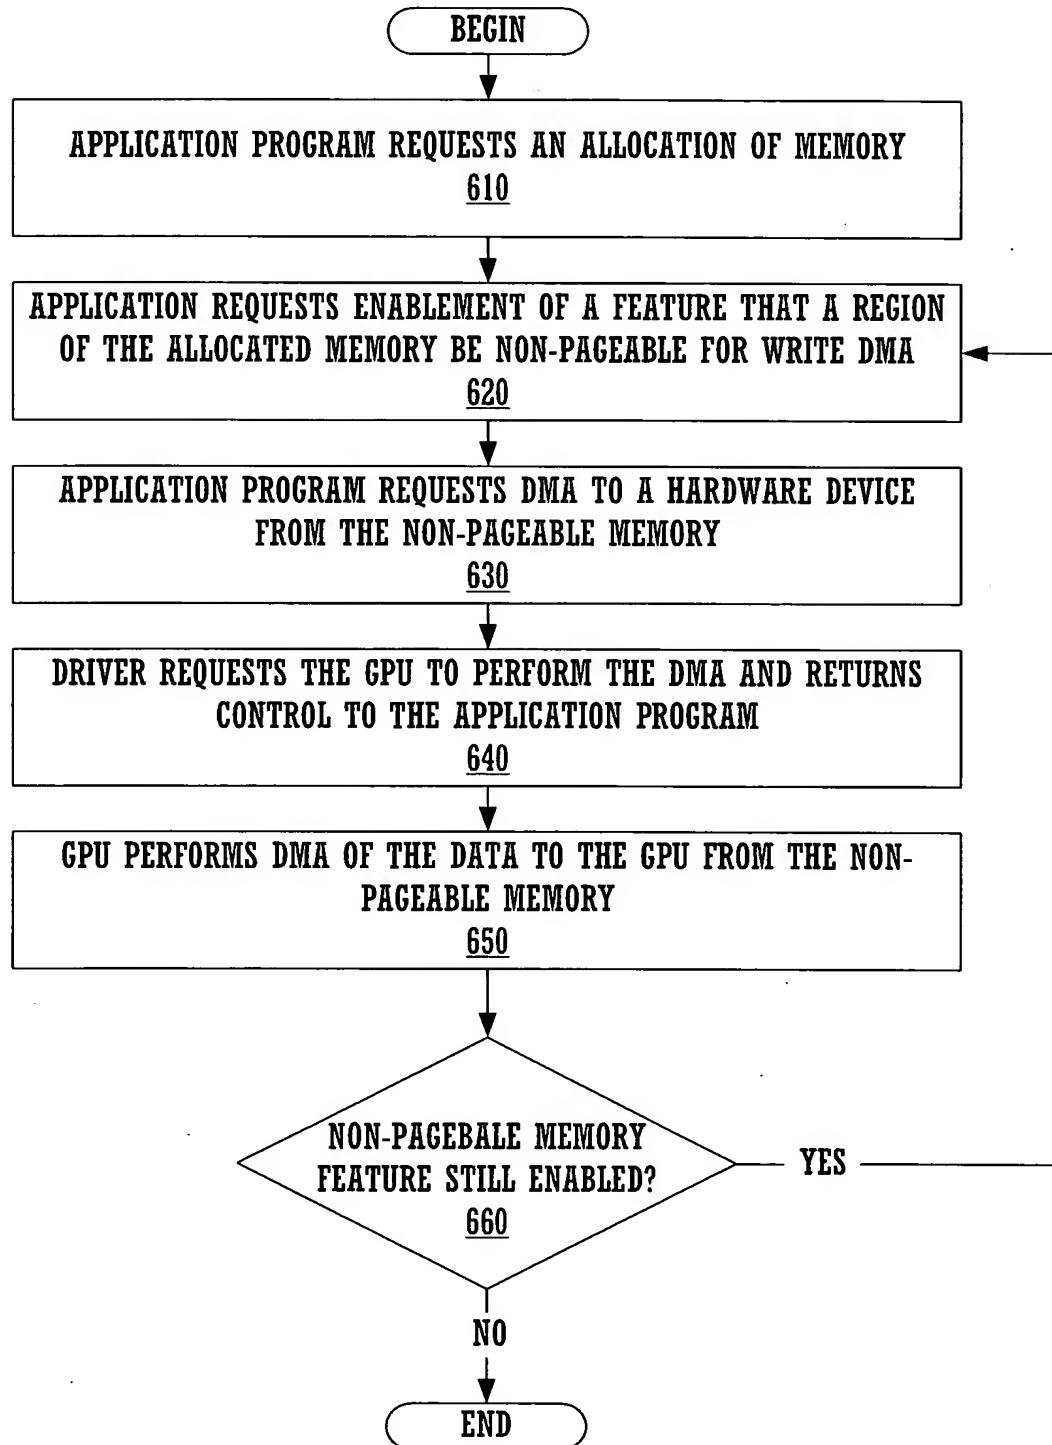 BEGIN
APPLICATION PROGRAM REQUESTS AN ALLOCATION OF MEMORY
610
APPLICATION REQUESTS ENABLEMENT OF A FEATURE THAT A REGION
OF THE ALLOCATED MEMORY BE NON-PAGEABLE FOR WRITE DMA
620
APPLICATION PROGRAM REQUESTS DMA TO A HARDWARE DEVICE
FROM THE NON-PAGEABLE MEMORY
630
DRIVER REQUESTS THE GPU TO PERFORM THE DMA AND RETURNS
CONTROL TO THE APPLICATION PROGRAM
640
GPU PERFORMS DMA OF THE DATA TO THE GPU FROM THE NON-
PAGEABLE MEMORY
650
NON-PAGEBALE MEMORY
FEATURE STILL ENABLED?
660
YES
NO
END